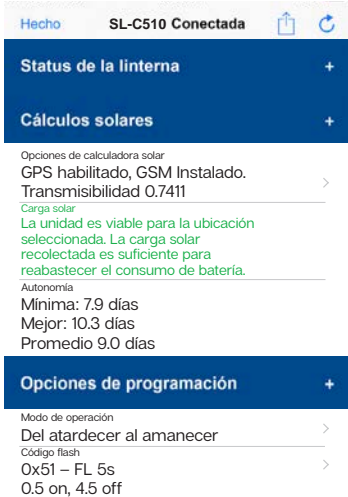 Hecho SL-C510 Conectada
Status de la linterna +
Cálculos solares +
Opciones de calculadora solar
GPS habilitado, GSM Instalado.
Transmisibilidad 0.7411
Carga solar
La unidad es viable para la ubicación
seleccionada. La carga solar
recolectada es suficiente para
reabastecer el consumo de batería.
Autonomía
Mínima: 7.9 días
Mejor: 10.3 días
Promedio 9.0 días
Opciones de programación +
Modo de operación
Del atardecer al amanecer
Código flash
0x51 – FL 5s
0.5 on, 4.5 off